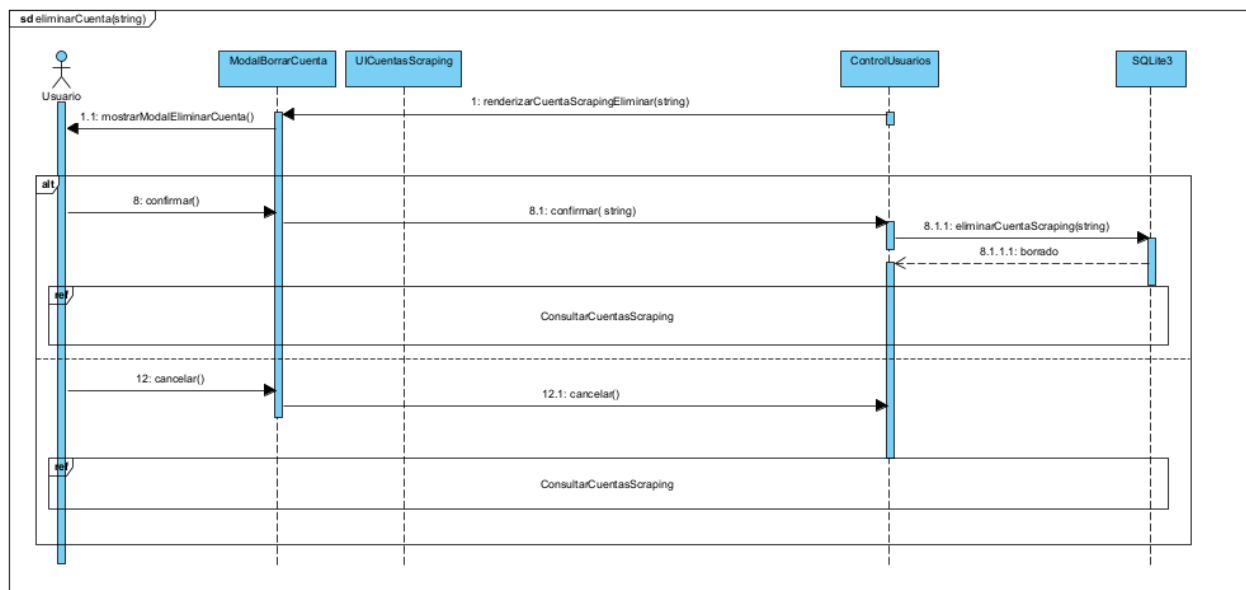 sd eliminarCuenta(string)
Usuario
ModalBorrarCuenta
UICuentasScraping
ControlUsuarios
SQLite3
1: renderizarCuentaScrapingEliminar(string)
1.1: mostrarModalEliminarCuenta()
alt
8: confirmar()
8.1: confirmar( string)
8.1.1: eliminarCuentaScraping(string)
8.1.1.1: borrado
ref
ConsultarCuentasScraping
12: cancelar()
12.1: cancelar()
ref
ConsultarCuentasScraping